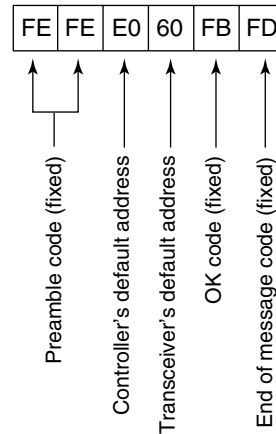 FE FE E0 60 FB FD
Preamble code (fixed)
Controller's default address
Transceiver's default address
OK code (fixed)
End of message code (fixed)